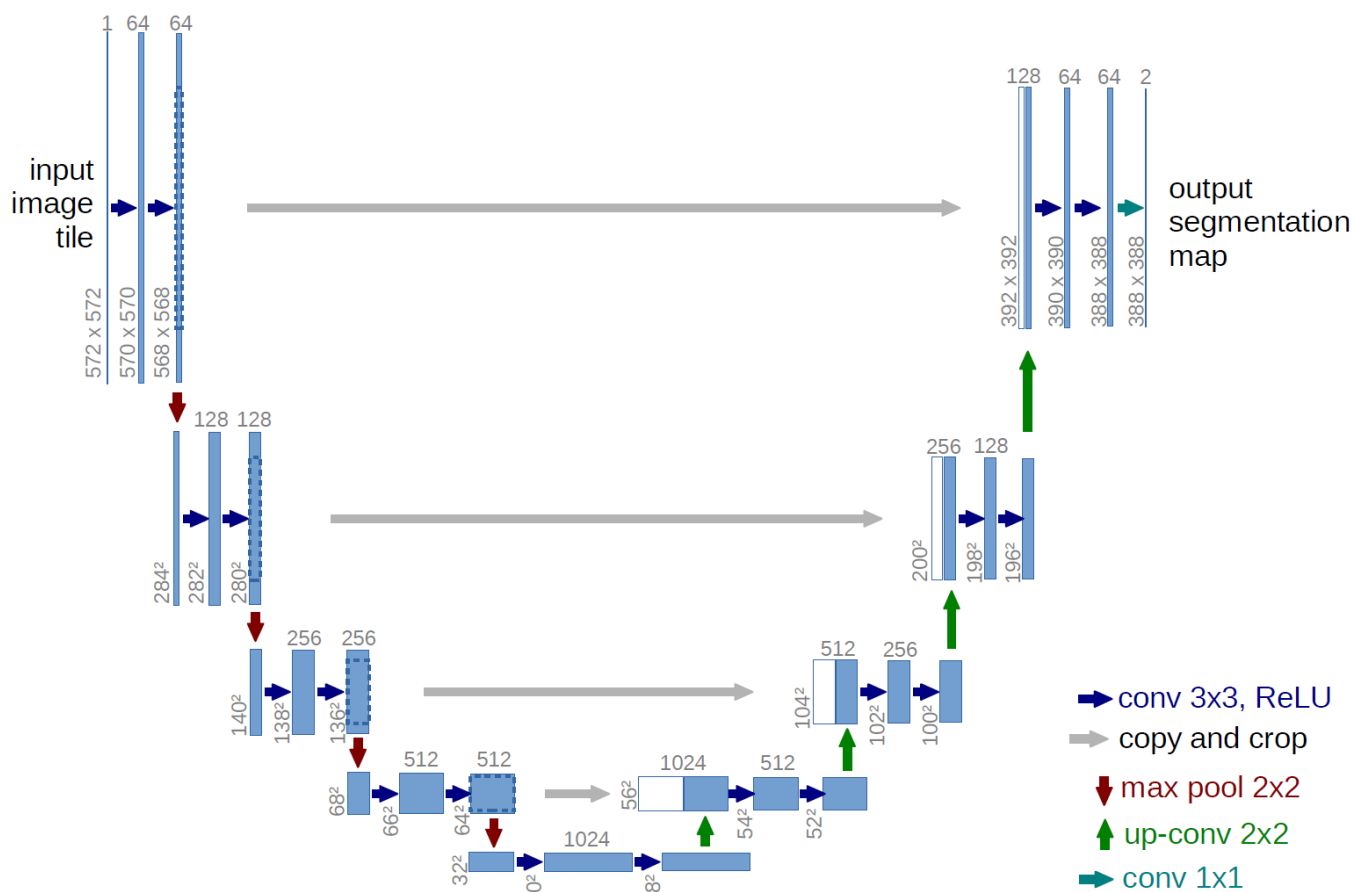 1 64 64
input
image
tile
572 x 572
570 x 570
568 x 568
128 64 64 2
output
segmentation
map
392 x 392
390 x 390
388 x 388
388 x 388
128 128
284²
282²
280²
256 128
200²
198²
196²
256 256
140²
138²
136²
512 256
104²
102²
100²
512 512
68²
66²
64²
1024 512
56²
54²
52²
1024
32²
0²
8²
conv 3x3, ReLU
copy and crop
max pool 2x2
up-conv 2x2
conv 1x1